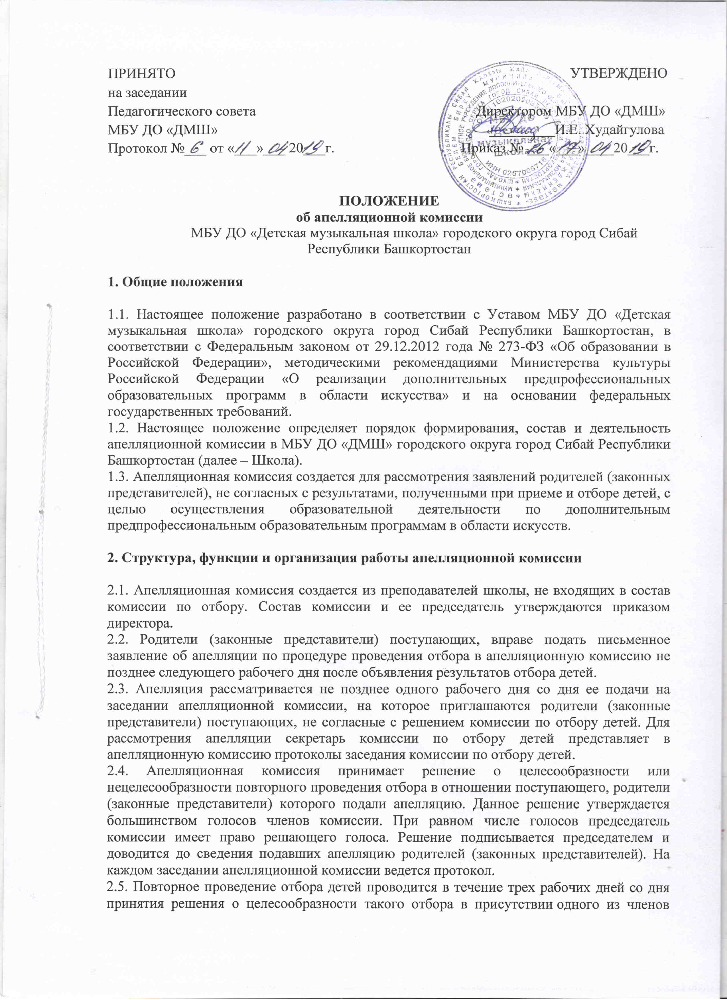 ПРИНЯТО
на заседании
Педагогического совета
МБУ ДО «ДМШ»
Протокол № 6 от «11» 04 2019 г.
УТВЕРЖДЕНО
Директором МБУ ДО «ДМШ»
И.Е. Худайгулова
Приказ № 26 «17» 04 2019 г.
МБУ ДО
«Детская
музыкальная
школа»
ПОЛОЖЕНИЕ
об апелляционной комиссии
МБУ ДО «Детская музыкальная школа» городского округа город Сибай
Республики Башкортостан
1. Общие положения
1.1. Настоящее положение разработано в соответствии с Уставом МБУ ДО «Детская
музыкальная школа» городского округа город Сибай Республики Башкортостан, в
соответствии с Федеральным законом от 29.12.2012 года № 273-ФЗ «Об образовании в
Российской Федерации», методическими рекомендациями Министерства культуры
Российской Федерации «О реализации дополнительных предпрофессиональных
образовательных программ в области искусства» и на основании федеральных
государственных требований.
1.2. Настоящее положение определяет порядок формирования, состав и деятельность
апелляционной комиссии в МБУ ДО «ДМШ» городского округа город Сибай Республики
Башкортостан (далее – Школа).
1.3. Апелляционная комиссия создается для рассмотрения заявлений родителей (законных
представителей), не согласных с результатами, полученными при приеме и отборе детей, с
целью осуществления образовательной деятельности по дополнительным
предпрофессиональным образовательным программам в области искусств.
2. Структура, функции и организация работы апелляционной комиссии
2.1. Апелляционная комиссия создается из преподавателей школы, не входящих в состав
комиссии по отбору. Состав комиссии и ее председатель утверждаются приказом
директора.
2.2. Родители (законные представители) поступающих, вправе подать письменное
заявление об апелляции по процедуре проведения отбора в апелляционную комиссию не
позднее следующего рабочего дня после объявления результатов отбора детей.
2.3. Апелляция рассматривается не позднее одного рабочего дня со дня ее подачи на
заседании апелляционной комиссии, на которое приглашаются родители (законные
представители) поступающих, не согласные с решением комиссии по отбору детей. Для
рассмотрения апелляции секретарь комиссии по отбору детей представляет в
апелляционную комиссию протоколы заседания комиссии по отбору детей.
2.4. Апелляционная комиссия принимает решение о целесообразности или
нецелесообразности повторного проведения отбора в отношении поступающего, родители
(законные представители) которого подали апелляцию. Данное решение утверждается
большинством голосов членов комиссии. При равном числе голосов председатель
комиссии имеет право решающего голоса. Решение подписывается председателем и
доводится до сведения подавших апелляцию родителей (законных представителей). На
каждом заседании апелляционной комиссии ведется протокол.
2.5. Повторное проведение отбора детей проводится в течение трех рабочих дней со дня
принятия решения о целесообразности такого отбора в присутствии одного из членов